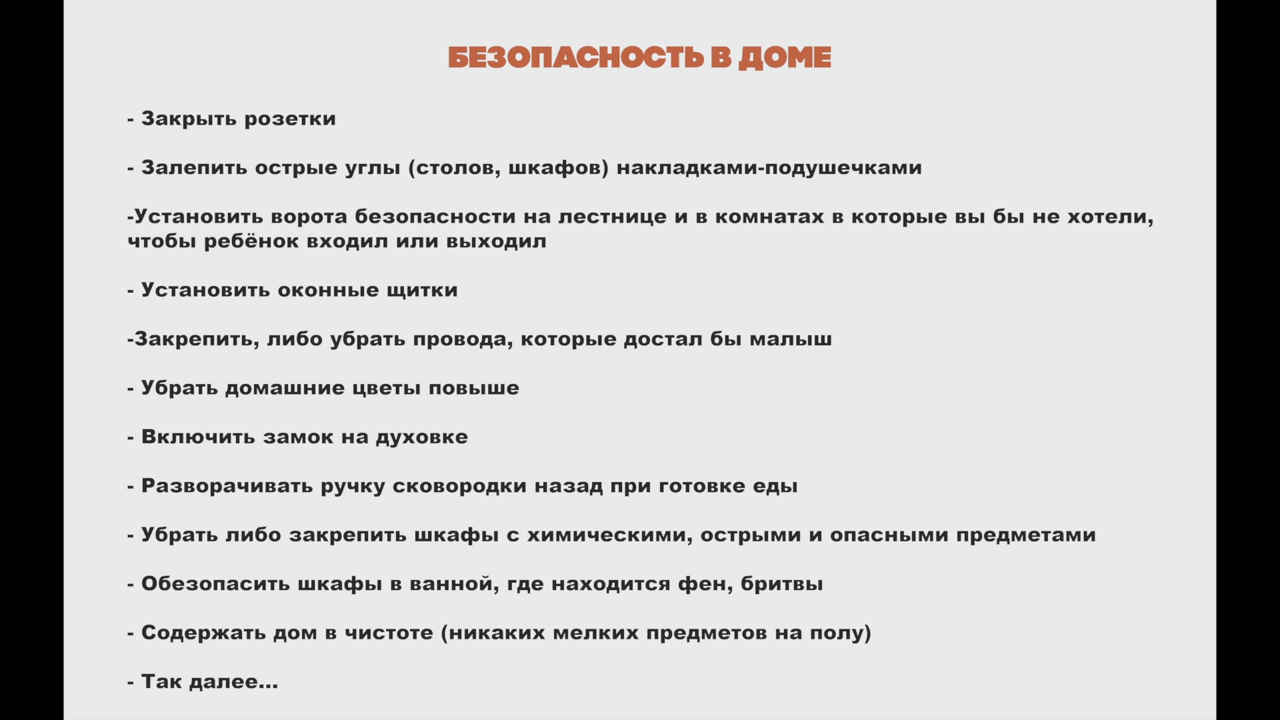 БЕЗОПАСНОСТЬ В ДОМЕ
- Закрыть розетки
- Залепить острые углы (столов, шкафов) накладками-подушечками
-Установить ворота безопасности на лестнице и в комнатах в которые вы бы не хотели,
чтобы ребёнок входил или выходил
- Установить оконные щитки
-Закрепить, либо убрать провода, которые достал бы малыш
- Убрать домашние цветы повыше
- Включить замок на духовке
- Разворачивать ручку сковородки назад при готовке еды
- Убрать либо закрепить шкафы с химическими, острыми и опасными предметами
- Обезопасить шкафы в ванной, где находится фен, бритвы
- Содержать дом в чистоте (никаких мелких предметов на полу)
- Так далее...